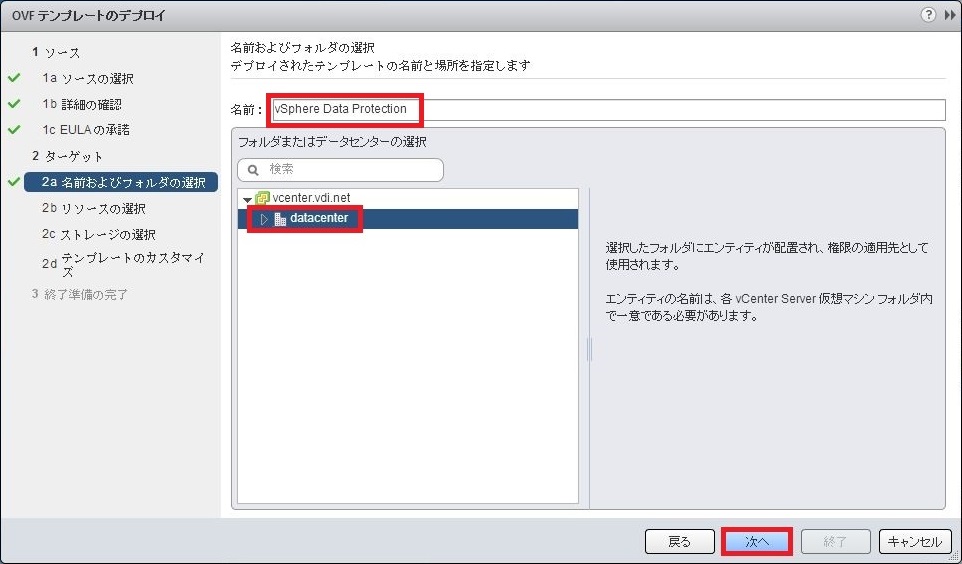 OVF テンプレートのデプロイ
1 ソース
1a ソースの選択
1b 詳細の確認
1c EULA の承諾
2 ターゲット
2a 名前およびフォルダの選択
2b リソースの選択
2c ストレージの選択
2d テンプレートのカスタマイ
ズ
3 終了準備の完了
名前およびフォルダの選択
デプロイされたテンプレートの名前と場所を指定します
名前： vSphere Data Protection
フォルダまたはデータセンターの選択
検索
vcenter.vdi.net
datacenter
選択したフォルダにエンティティが配置され、権限の適用先として
使用されます。
エンティティの名前は、各 vCenter Server 仮想マシン フォルダ内
で一意である必要があります。
戻る 次へ 終了 キャンセル